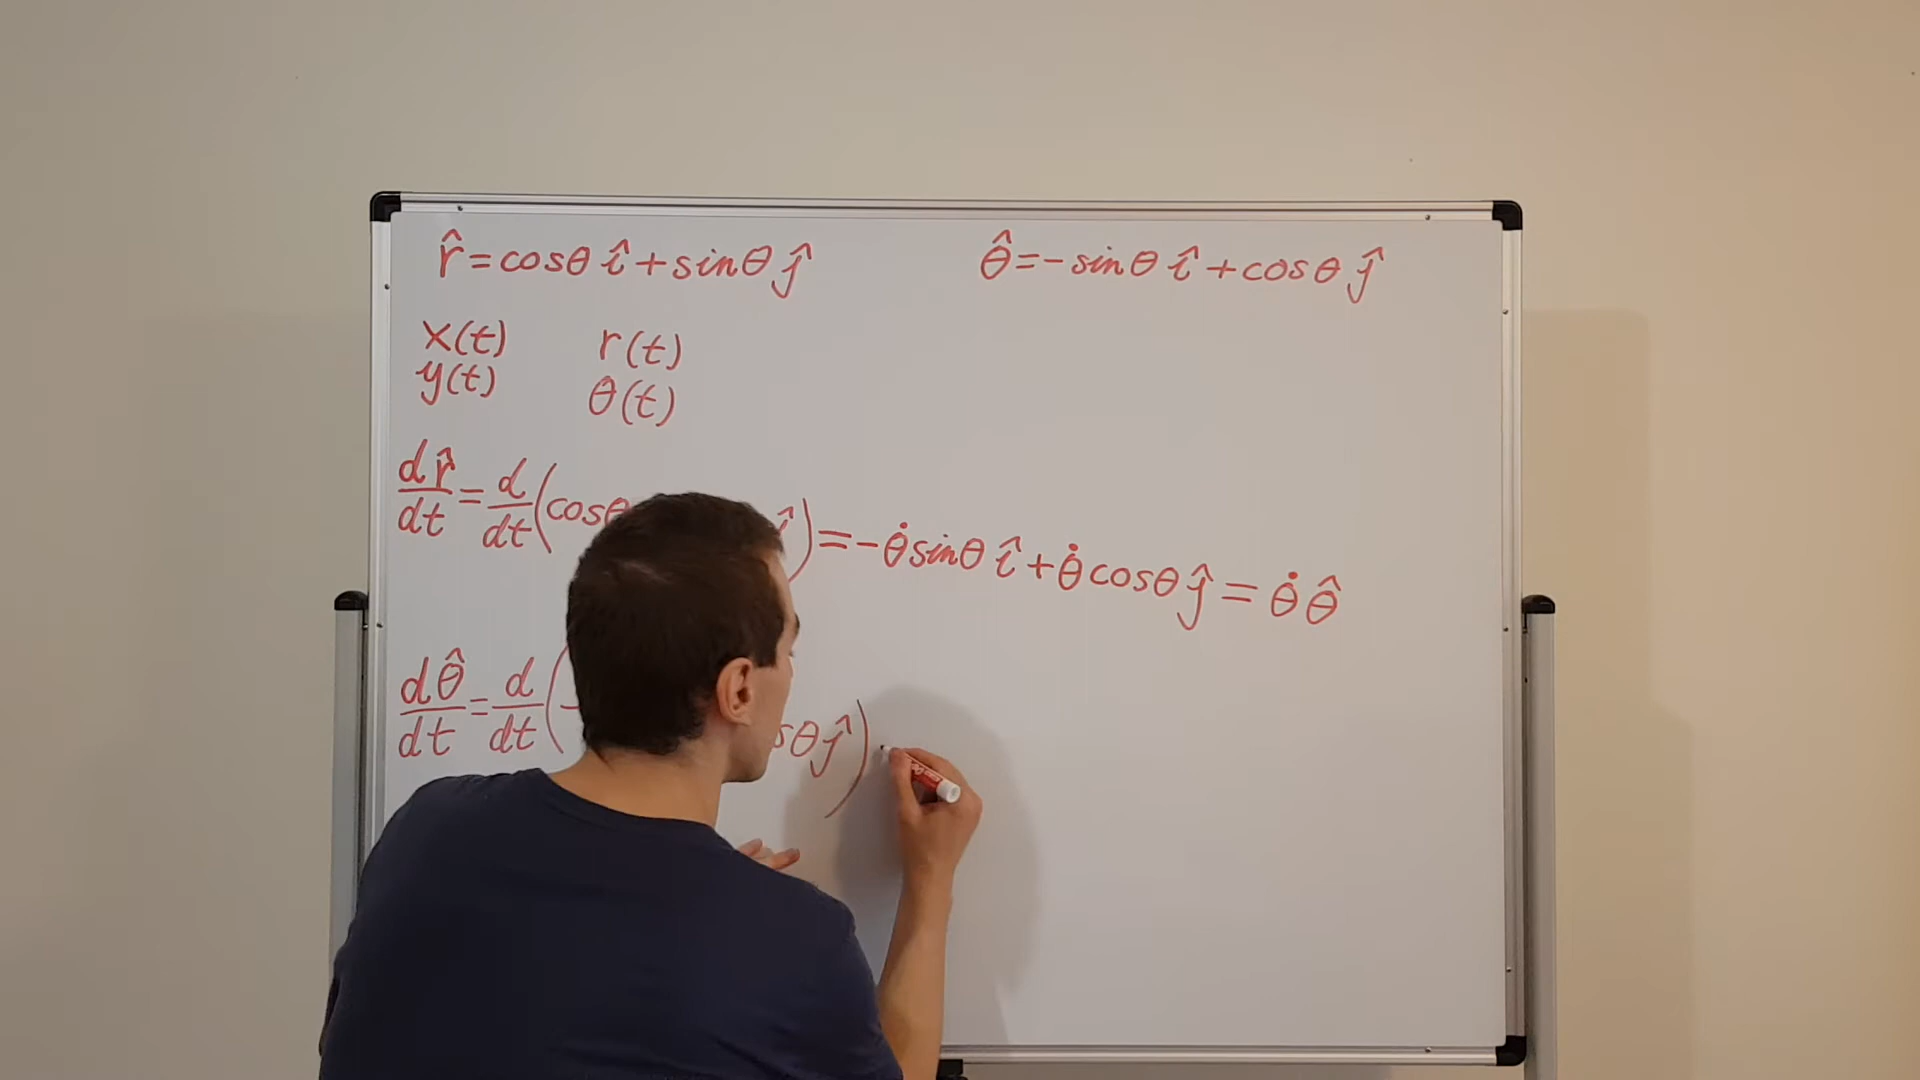 r̂=cosθ î+sinθ ĵ
θ̂=-sinθ î+cosθ ĵ
x(t) r(t)
y(t) θ(t)
dr̂/dt=d/dt(cosθ ĵ)=-θ̇sinθ î+θ̇cosθ ĵ=θ̇ θ̂
dθ̂/dt=d/dt(- sθ ĵ)